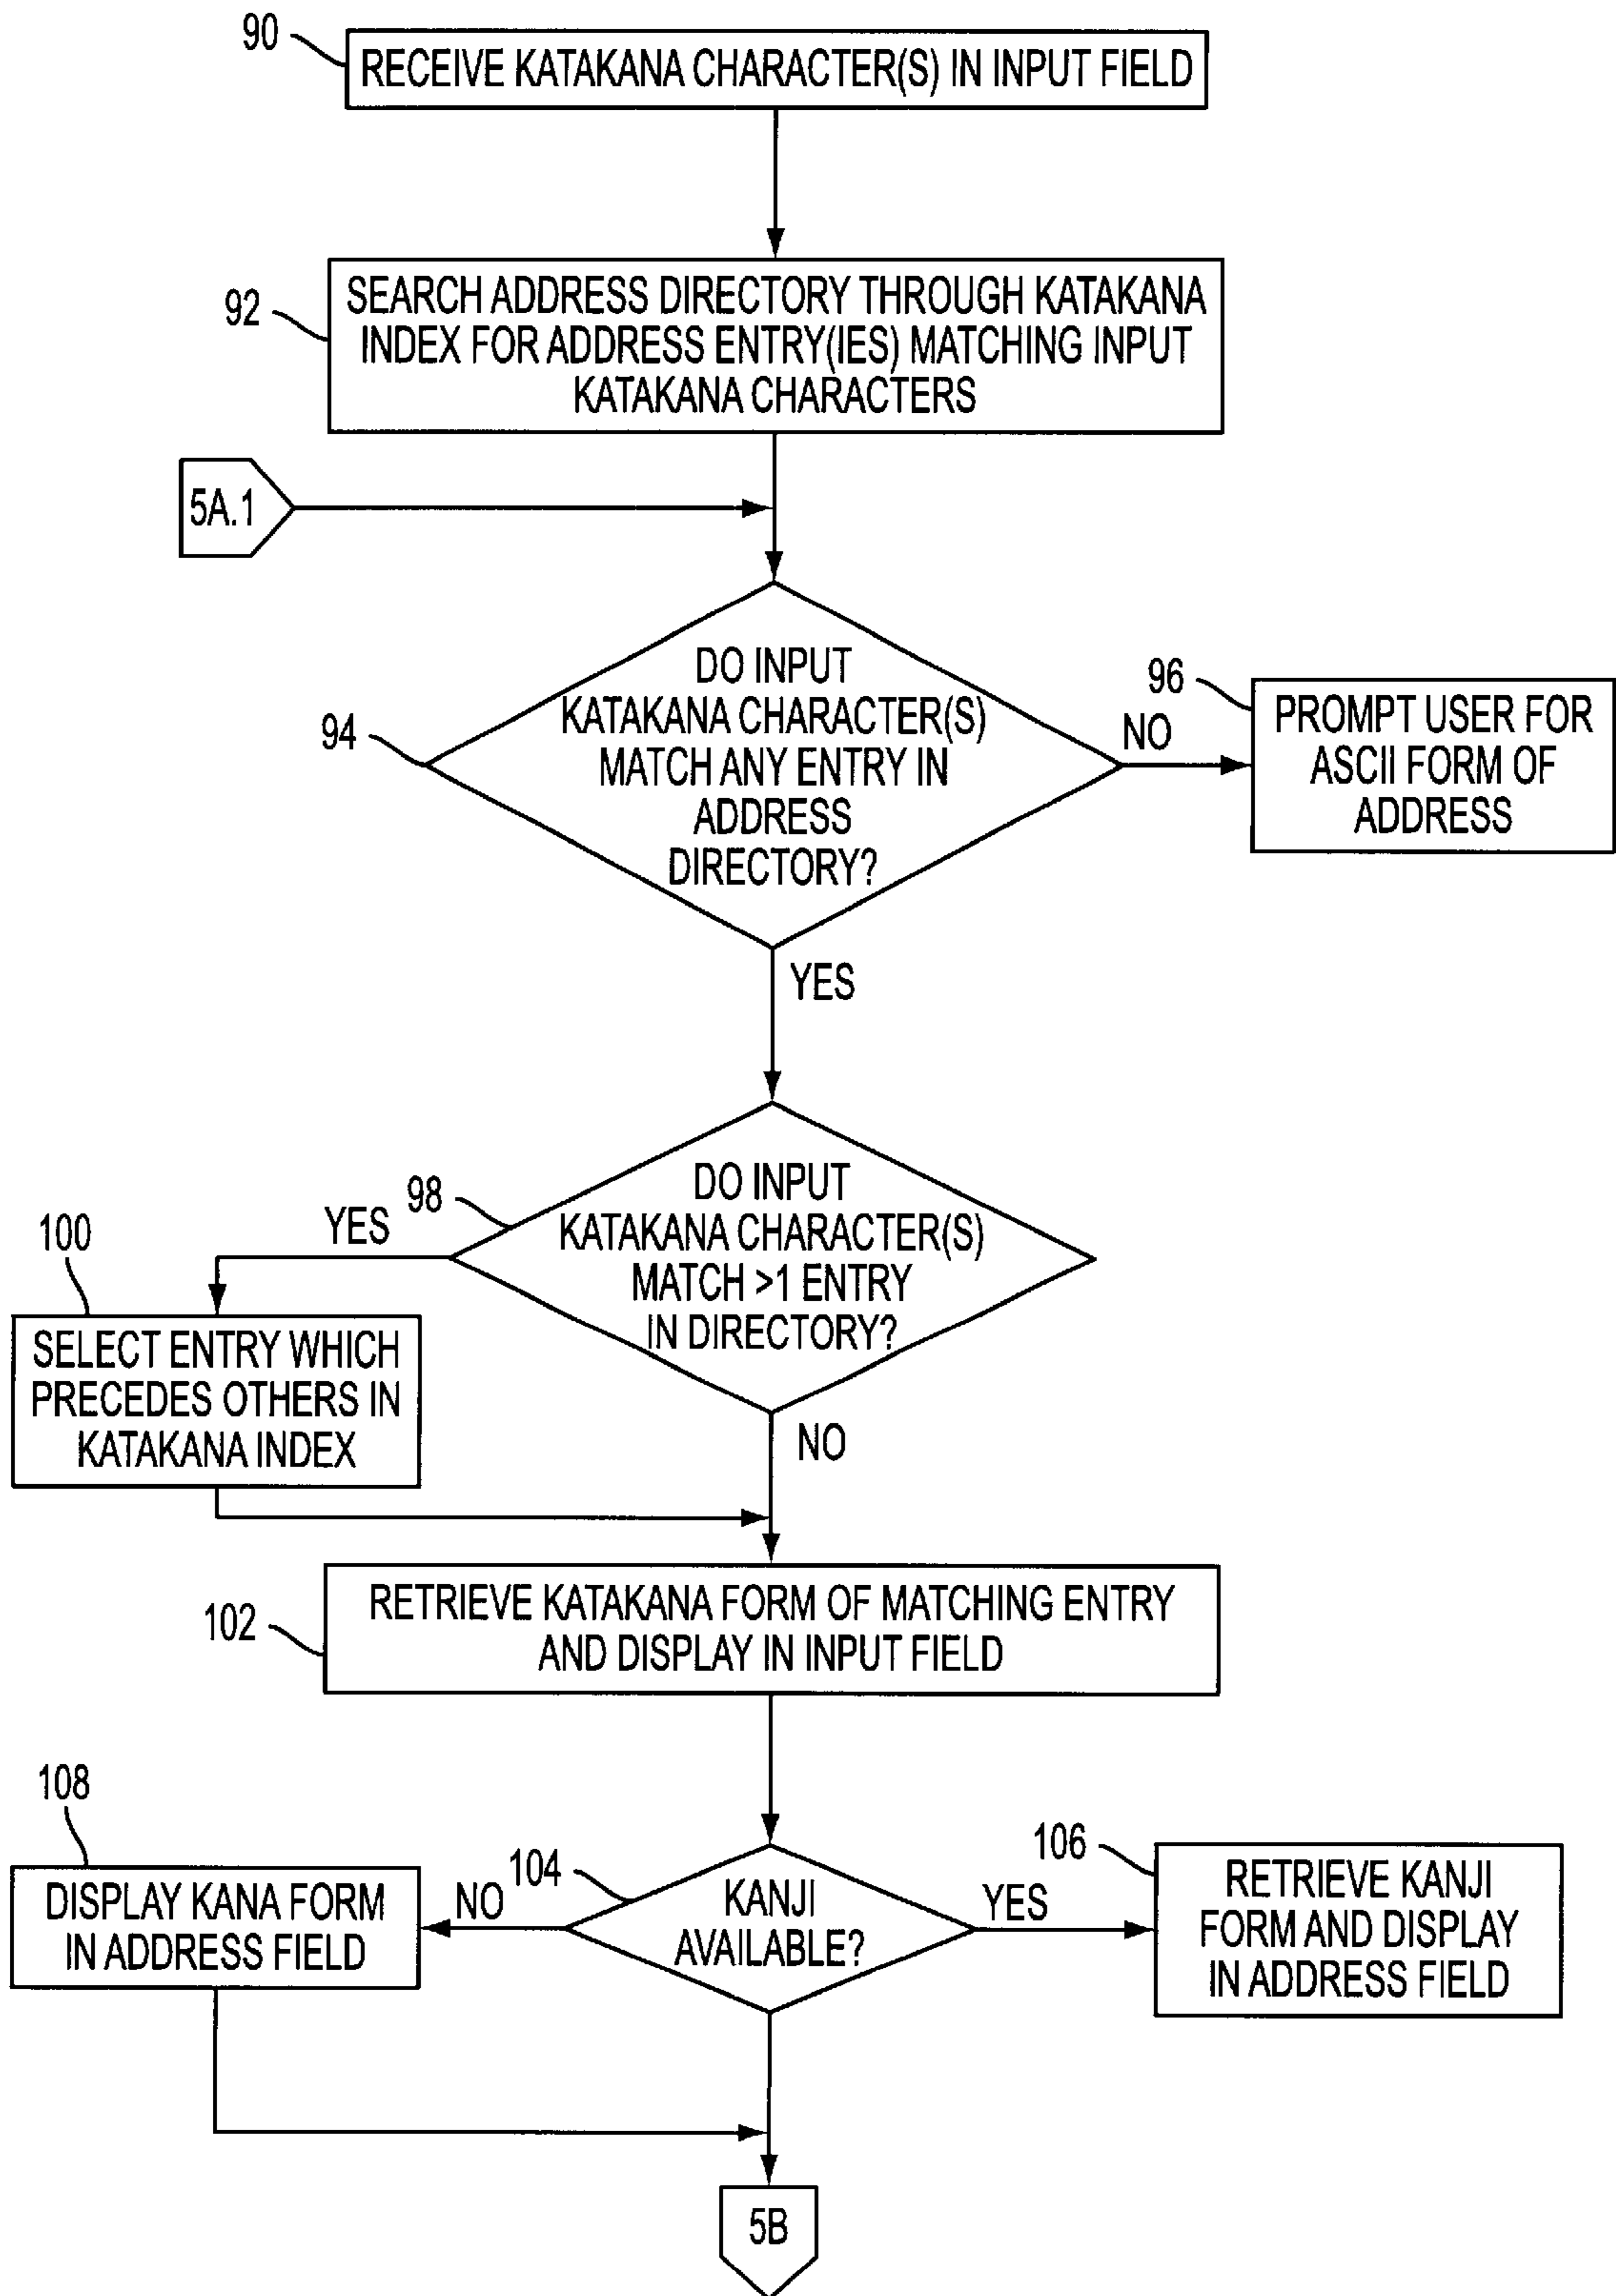 90
RECEIVE KATAKANA CHARACTER(S) IN INPUT FIELD
92
SEARCH ADDRESS DIRECTORY THROUGH KATAKANA
INDEX FOR ADDRESS ENTRY(IES) MATCHING INPUT
KATAKANA CHARACTERS
5A.1
94
DO INPUT
KATAKANA CHARACTER(S)
MATCH ANY ENTRY IN
ADDRESS
DIRECTORY?
NO
96
PROMPT USER FOR
ASCII FORM OF
ADDRESS
YES
98
DO INPUT
KATAKANA CHARACTER(S)
MATCH >1 ENTRY
IN DIRECTORY?
YES
100
SELECT ENTRY WHICH
PRECEDES OTHERS IN
KATAKANA INDEX
NO
102
RETRIEVE KATAKANA FORM OF MATCHING ENTRY
AND DISPLAY IN INPUT FIELD
104
KANJI
AVAILABLE?
NO
108
DISPLAY KANA FORM
IN ADDRESS FIELD
YES
106
RETRIEVE KANJI
FORM AND DISPLAY
IN ADDRESS FIELD
5B